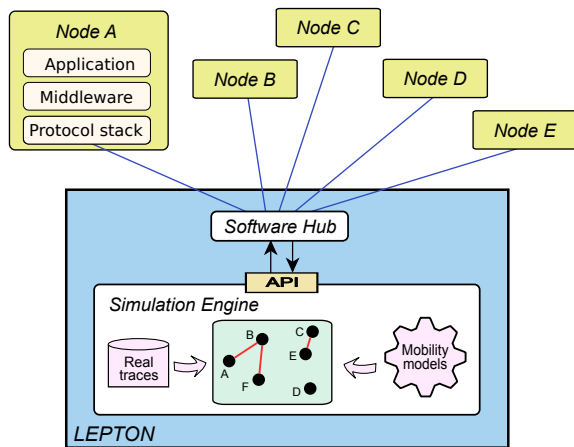 Node A
Application
Middleware
Protocol stack
Node B
Node C
Node D
Node E
Software Hub
API
Simulation Engine
Real
traces
A
B
F
C
E
D
Mobility
models
LEPTON